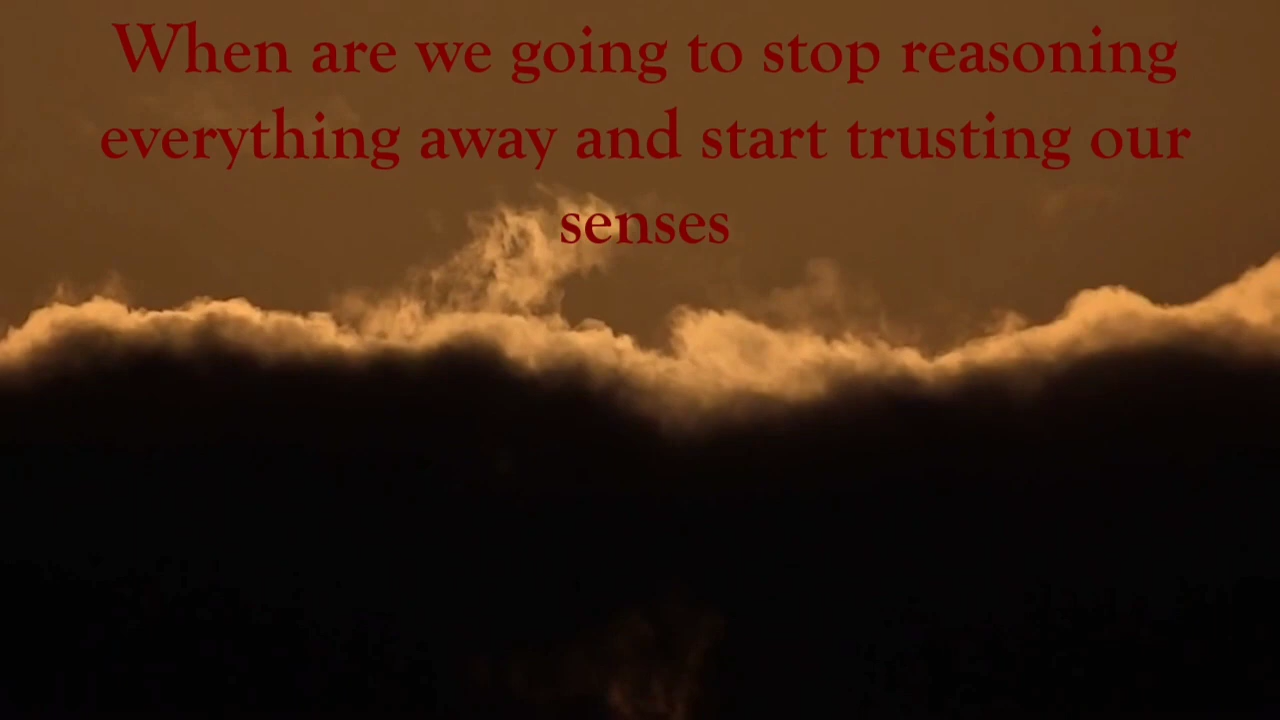 When are we going to stop reasoning
everything away and start trusting our
senses